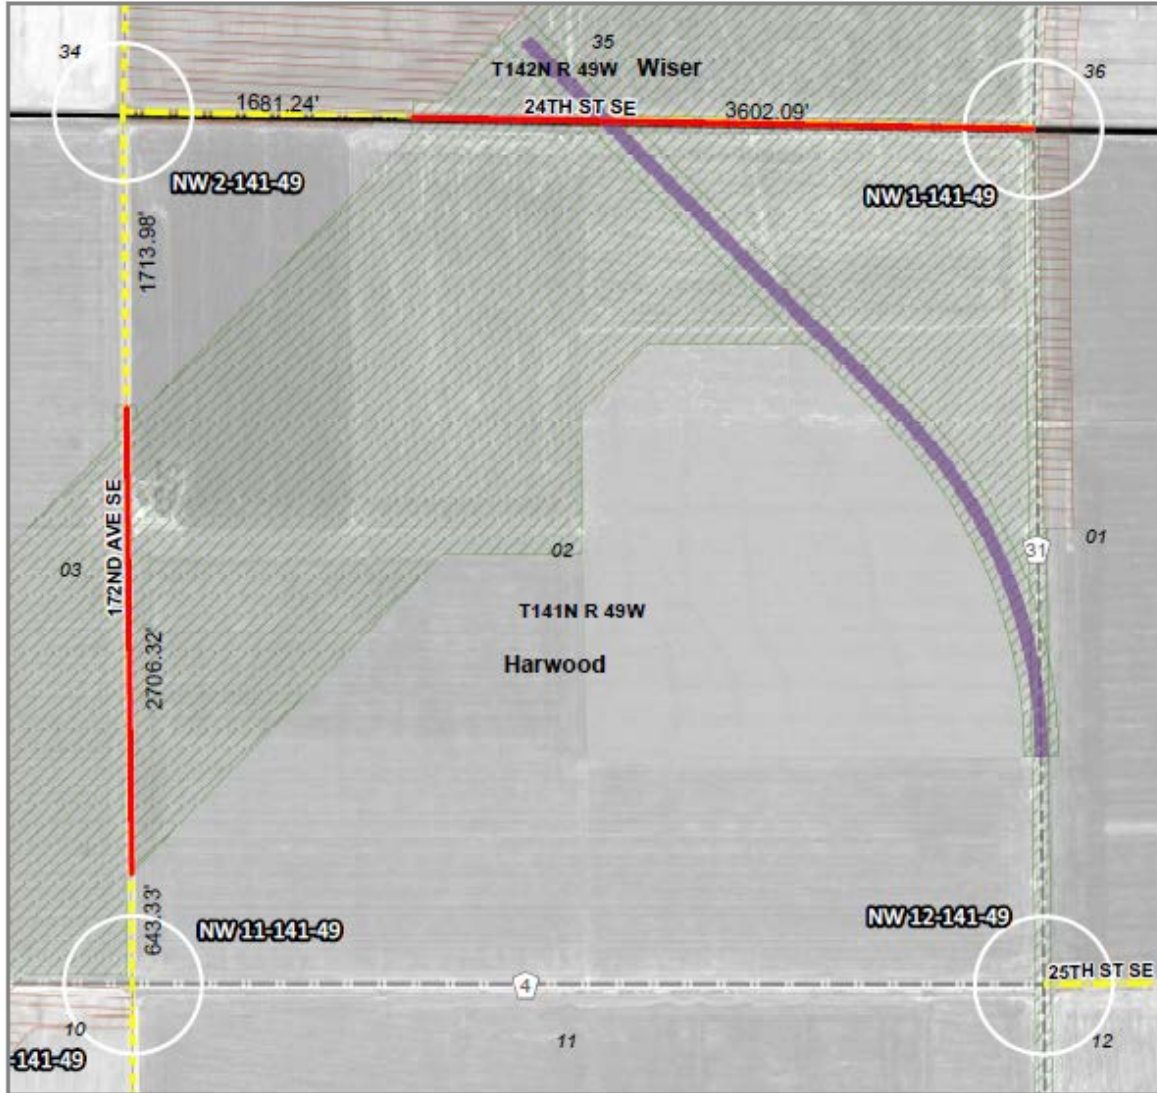 34
35
T142N R 49W Wiser
36
1681.24'
24TH ST SE
3602.09'
NW 2-141-49
NW 1-141-49
1713.98'
172ND AVE SE
03
02
31
01
T141N R 49W
2706.32'
Harwood
643.33'
NW 11-141-49
NW 12-141-49
4
25TH ST SE
10
11
12
-141-49